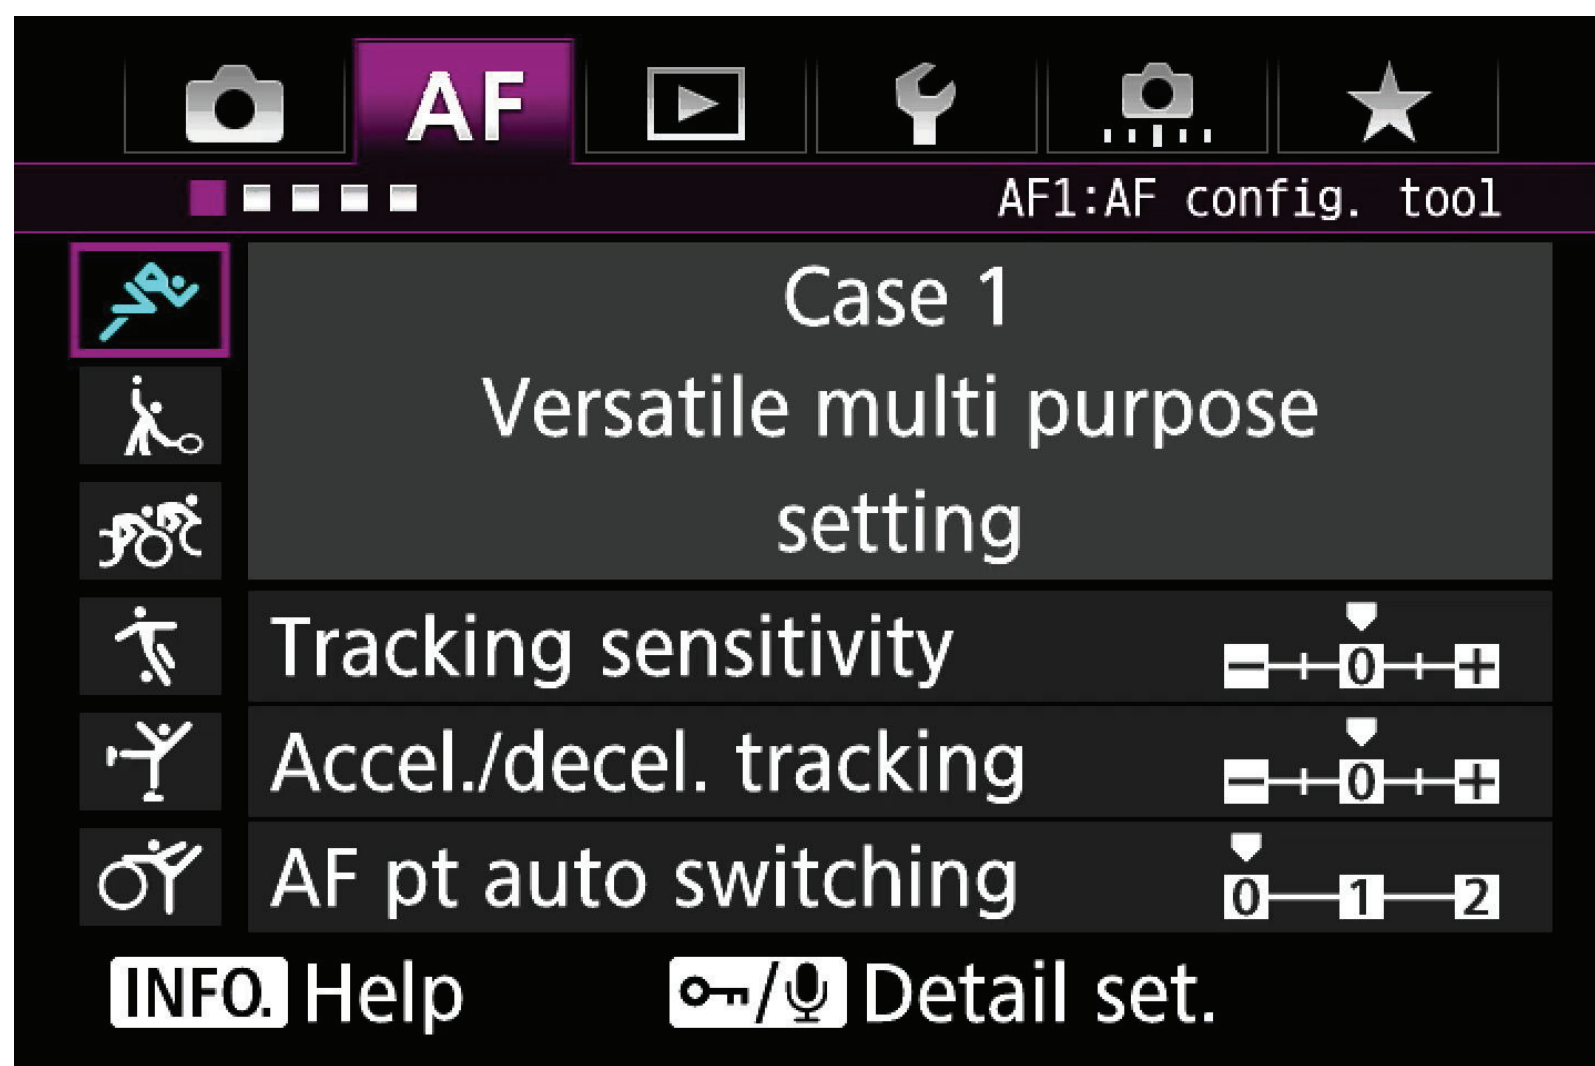 AF
AF1:AF config. tool
Case 1
Versatile multi purpose
setting
Tracking sensitivity
− 0 +
Accel./decel. tracking
− 0 +
AF pt auto switching
0 1 2
INFO. Help
/ Detail set.